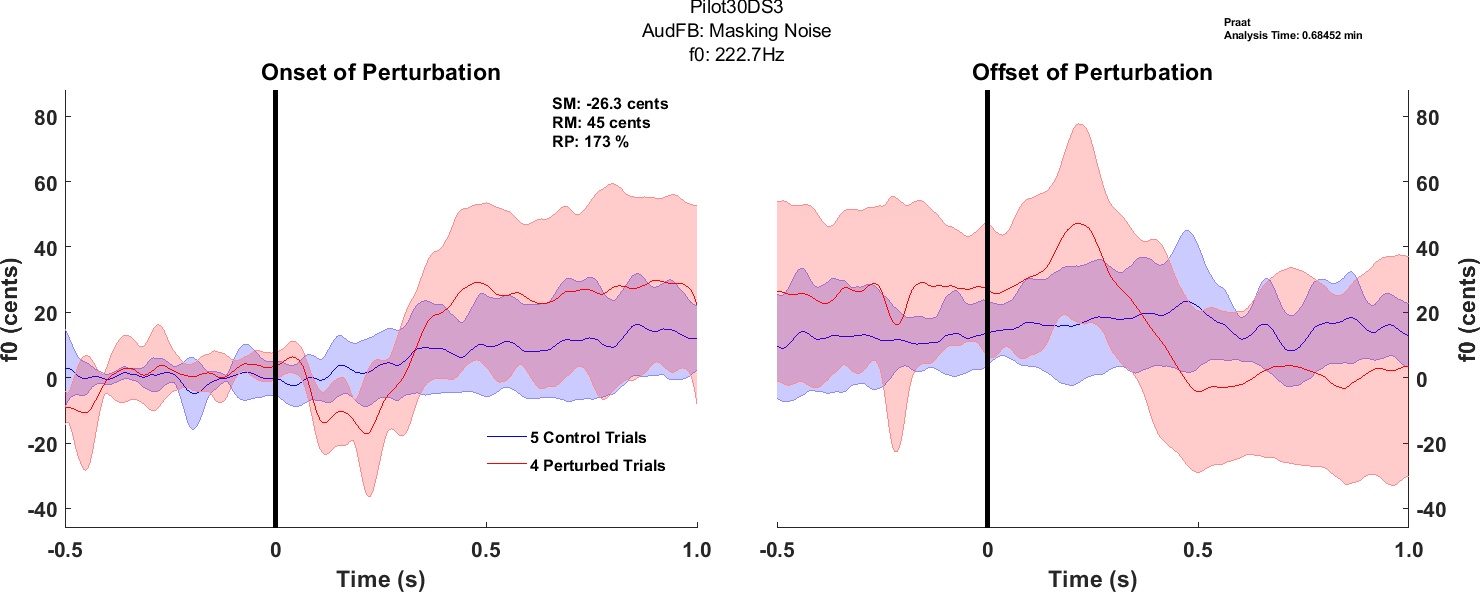 Pilot30DS3
AudFB: Masking Noise
f0: 222.7Hz
Praat
Analysis Time: 0.68452 min
Onset of Perturbation
SM: -26.3 cents
RM: 45 cents
RP: 173 %
80
60
40
20
0
-20
-40
f0 (cents)
5 Control Trials
4 Perturbed Trials
-0.5
0
0.5
1.0
Time (s)
Offset of Perturbation
80
60
40
20
0
-20
-40
f0 (cents)
-0.5
0
0.5
1.0
Time (s)